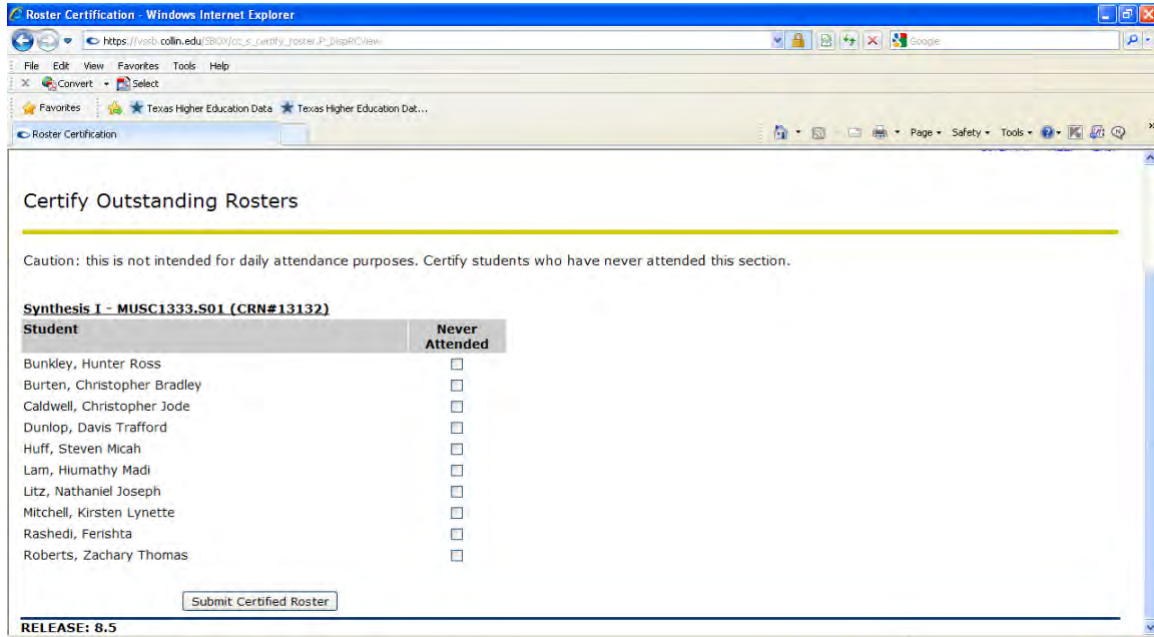 Roster Certification - Windows Internet Explorer
https://vssb.collin.edu/SBOX/cc_s_certify_roster.P_DispRCView
Google
File Edit View Favorites Tools Help
X Convert Select
Favorites Texas Higher Education Data Texas Higher Education Dat...
Roster Certification Page Safety Tools »
Certify Outstanding Rosters
Caution: this is not intended for daily attendance purposes. Certify students who have never attended this section.
Synthesis I - MUSC1333.S01 (CRN#13132)
Student Never
Attended
Bunkley, Hunter Ross
Burten, Christopher Bradley
Caldwell, Christopher Jode
Dunlop, Davis Trafford
Huff, Steven Micah
Lam, Hiumathy Madi
Litz, Nathaniel Joseph
Mitchell, Kirsten Lynette
Rashedi, Ferishta
Roberts, Zachary Thomas
Submit Certified Roster
RELEASE: 8.5